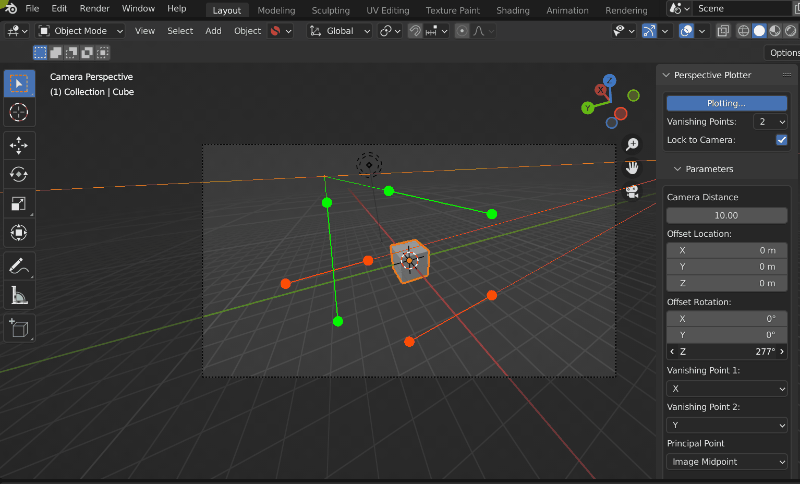 File Edit Render Window Help Layout Modeling Sculpting UV Editing Texture Paint Shading Animation Rendering Scene
Object Mode View Select Add Object Global
Options
Camera Perspective
(1) Collection | Cube
Z
X
Y
Perspective Plotter
Plotting...
Vanishing Points: 2
Lock to Camera:
Parameters
Camera Distance
10.00
Offset Location:
X 0 m
Y 0 m
Z 0 m
Offset Rotation:
X 0°
Y 0°
Z 277°
Vanishing Point 1:
X
Vanishing Point 2:
Y
Principal Point
Image Midpoint